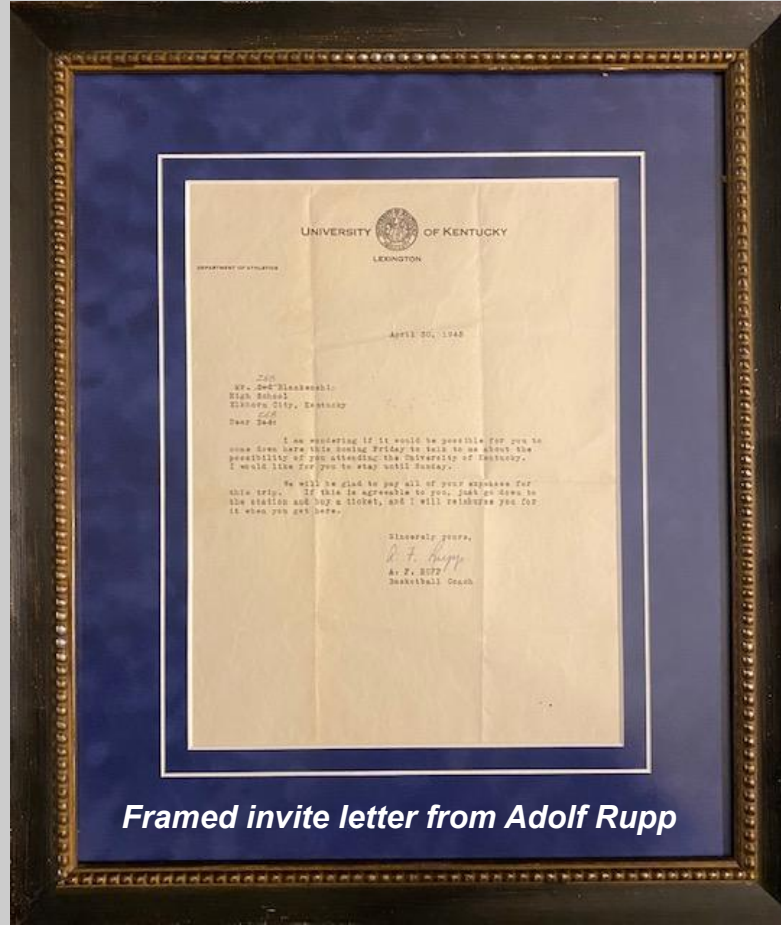 UNIVERSITY OF KENTUCKY
LEXINGTON
DEPARTMENT OF ATHLETICS
April 30, 1948
Mr. Blankenship
High School
Elkhorn City, Kentucky
Dear
I am wondering if it would be possible for you to
come down here this coming Friday to talk to me about the
possibility of you attending the University of Kentucky.
I would like for you to stay until Sunday.
We will be glad to pay all of your expenses for
this trip. If this is agreeable to you, just go down to
the station and buy a ticket, and I will reimburse you for
it when you get here.
Sincerely yours,
A. F. Rupp
A. F. RUPP
Basketball Coach
Framed invite letter from Adolf Rupp